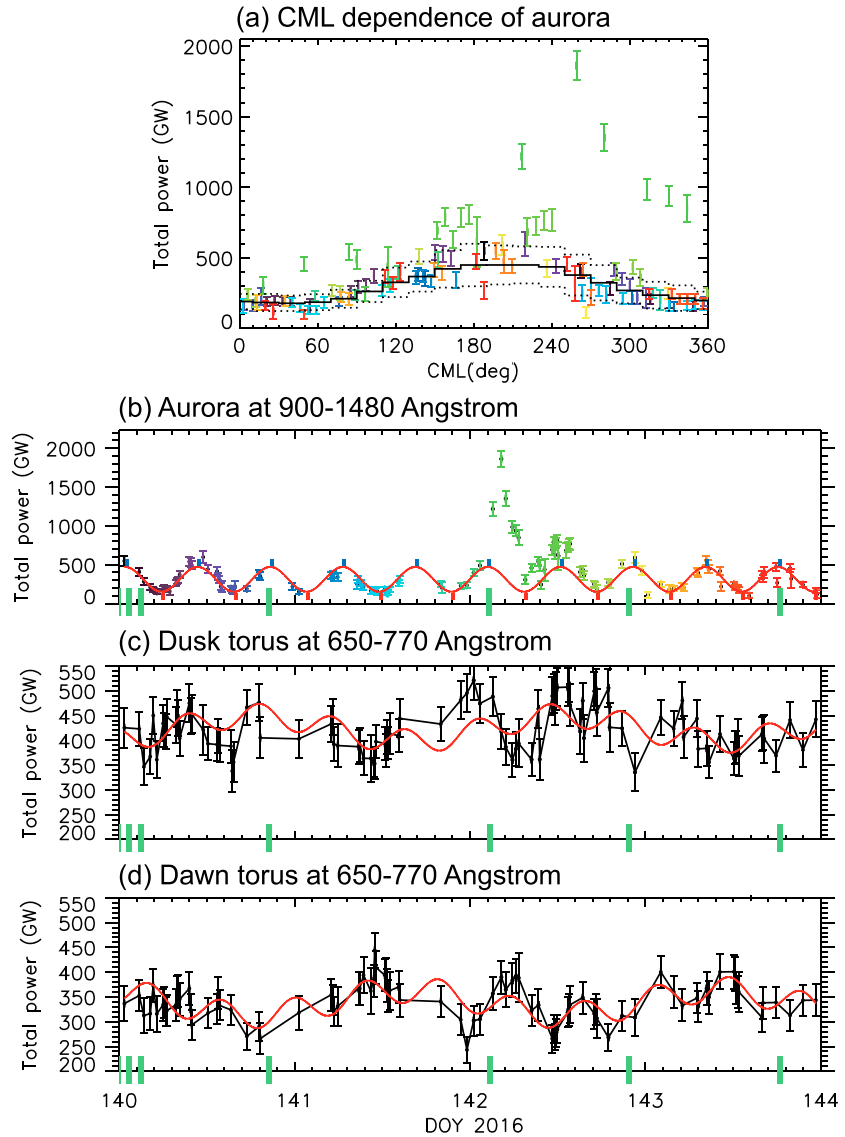 (a) CML dependence of aurora
2000
1500
1000
500
0
Total power (GW)
0 60 120 180 240 300 360
CML(deg)
(b) Aurora at 900-1480 Angstrom
2000
1500
1000
500
0
Total power (GW)
(c) Dusk torus at 650-770 Angstrom
550
500
450
400
350
300
250
200
Total power (GW)
(d) Dawn torus at 650-770 Angstrom
550
500
450
400
350
300
250
200
Total power (GW)
140 141 142 143 144
DOY 2016